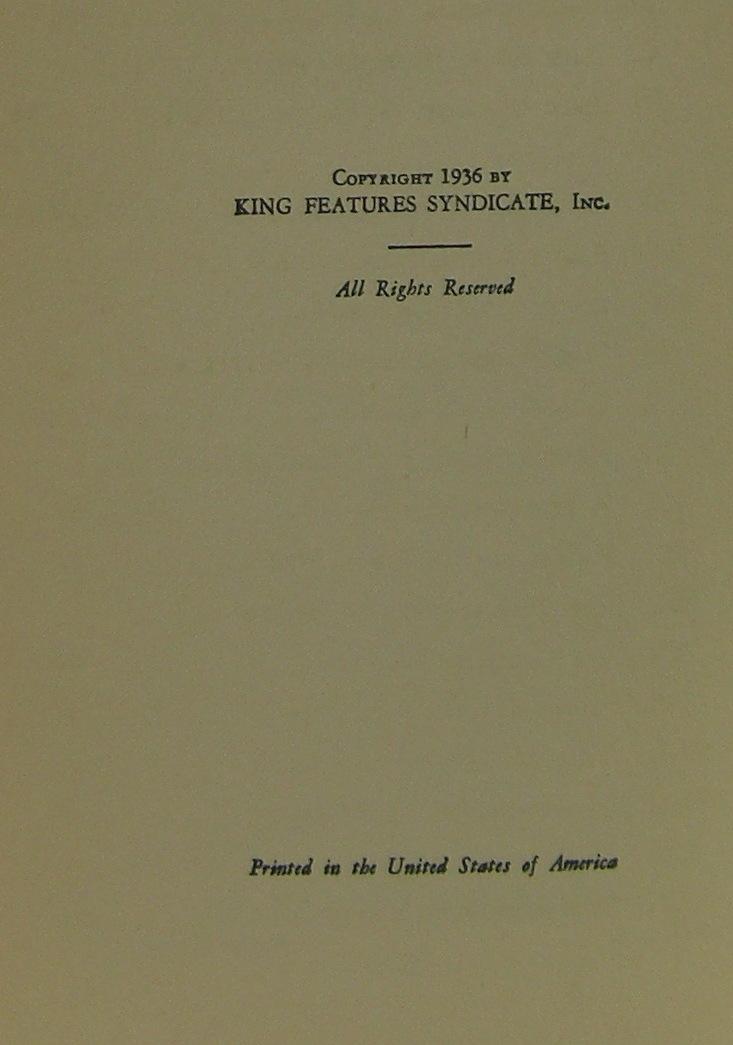 Copyright 1936 by
KING FEATURES SYNDICATE, Inc.
All Rights Reserved
Printed in the United States of America